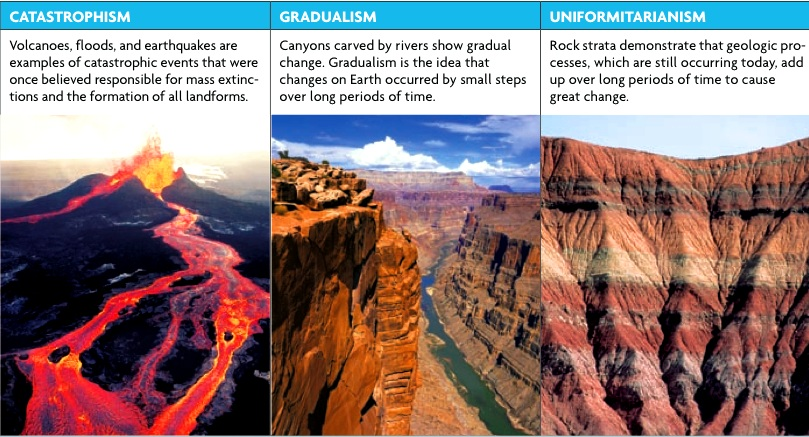 CATASTROPHISM
Volcanoes, floods, and earthquakes are
examples of catastrophic events that were
once believed responsible for mass extinc-
tions and the formation of all landforms.
GRADUALISM
Canyons carved by rivers show gradual
change. Gradualism is the idea that
changes on Earth occurred by small steps
over long periods of time.
UNIFORMITARIANISM
Rock strata demonstrate that geologic pro-
cesses, which are still occurring today, add
up over long periods of time to cause
great change.